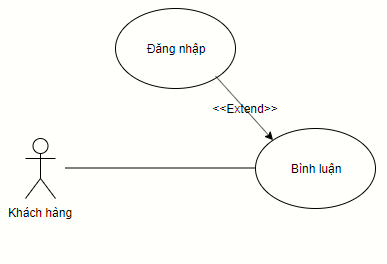 Đăng nhập
<<Extend>>
Bình luận
Khách hàng